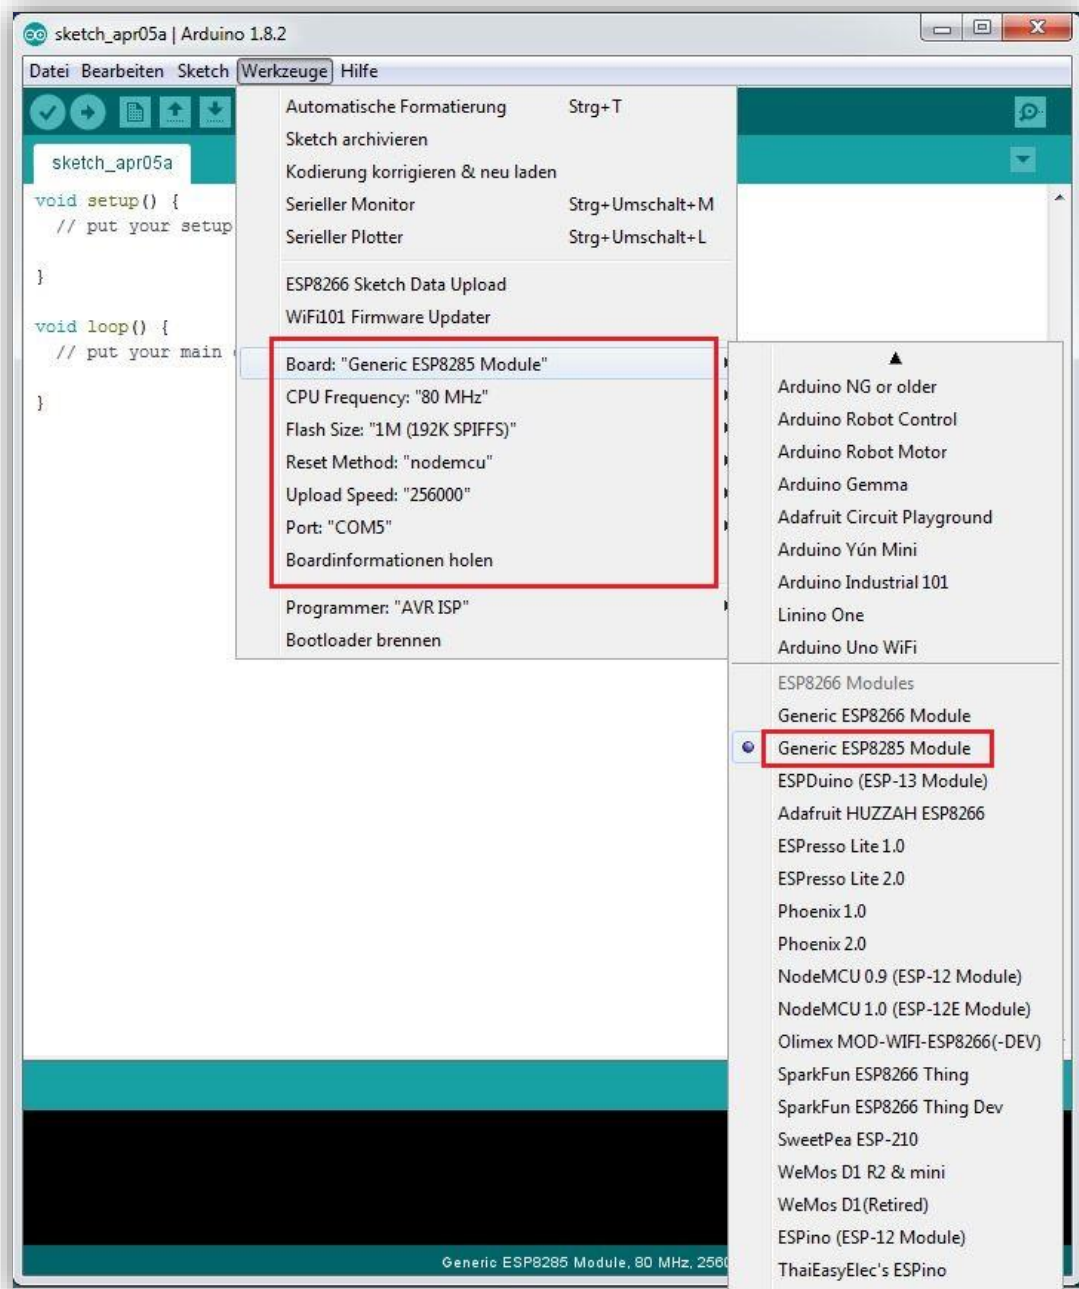 sketch_apr05a | Arduino 1.8.2
Datei Bearbeiten Sketch Werkzeuge Hilfe
sketch_apr05a
void setup() {
// put your setup
}
void loop() {
// put your main
}
Automatische Formatierung Strg+T
Sketch archivieren
Kodierung korrigieren & neu laden
Serieller Monitor Strg+Umschalt+M
Serieller Plotter Strg+Umschalt+L
ESP8266 Sketch Data Upload
WiFi101 Firmware Updater
Board: "Generic ESP8285 Module"
CPU Frequency: "80 MHz"
Flash Size: "1M (192K SPIFFS)"
Reset Method: "nodemcu"
Upload Speed: "256000"
Port: "COM5"
Boardinformationen holen
Programmer: "AVR ISP"
Bootloader brennen
Arduino NG or older
Arduino Robot Control
Arduino Robot Motor
Arduino Gemma
Adafruit Circuit Playground
Arduino Yún Mini
Arduino Industrial 101
Linino One
Arduino Uno WiFi
ESP8266 Modules
Generic ESP8266 Module
Generic ESP8285 Module
ESPDuino (ESP-13 Module)
Adafruit HUZZAH ESP8266
ESPresso Lite 1.0
ESPresso Lite 2.0
Phoenix 1.0
Phoenix 2.0
NodeMCU 0.9 (ESP-12 Module)
NodeMCU 1.0 (ESP-12E Module)
Olimex MOD-WIFI-ESP8266(-DEV)
SparkFun ESP8266 Thing
SparkFun ESP8266 Thing Dev
SweetPea ESP-210
WeMos D1 R2 & mini
WeMos D1(Retired)
ESPino (ESP-12 Module)
ThaiEasyElec's ESPino
Generic ESP8285 Module, 80 MHz,